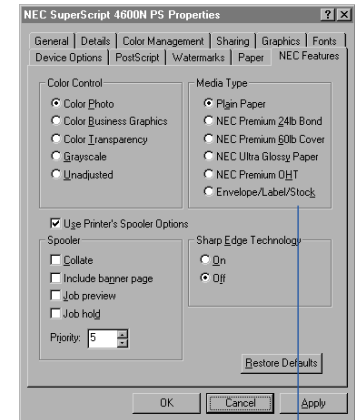 NEC SuperScript 4600N PS Properties
General Details Color Management Sharing Graphics Fonts
Device Options PostScript Watermarks Paper NEC Features
Color Control
Color Photo
Color Business Graphics
Color Transparency
Grayscale
Unadjusted
Media Type
Plain Paper
NEC Premium 24lb Bond
NEC Premium 60lb Cover
NEC Ultra Glossy Paper
NEC Premium OHT
Envelope/Label/Stock
Use Printer's Spooler Options
Spooler
Collate
Include banner page
Job preview
Job hold
Priority: 5
Sharp Edge Technology
On
Off
Restore Defaults
OK Cancel Apply